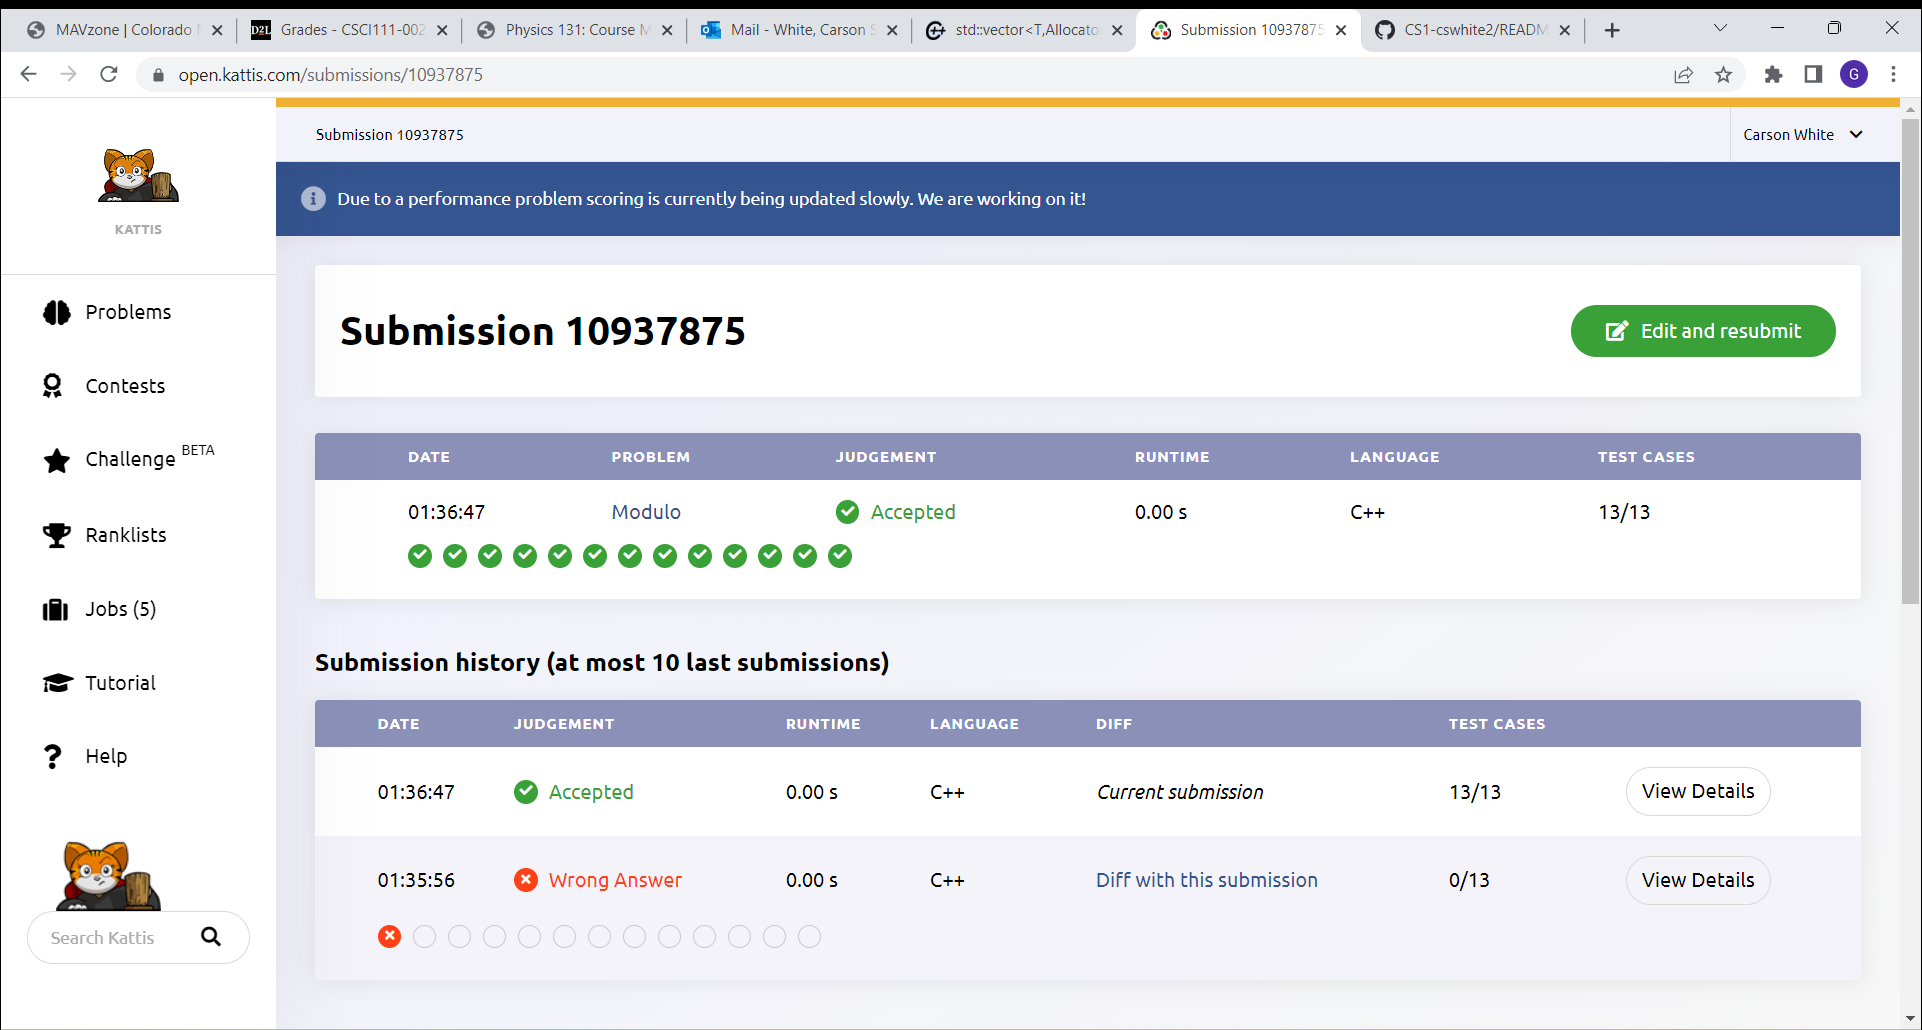 MAVzone | Colorado
Grades - CSCI111-002
Physics 131: Course M
Mail - White, Carson S
std::vector<T,Allocato
Submission 10937875
CS1-cswhite2/READM
open.kattis.com/submissions/10937875
G
Submission 10937875
Carson White
Due to a performance problem scoring is currently being updated slowly. We are working on it!
KATTIS
Problems
Contests
Challenge BETA
Ranklists
Jobs (5)
Tutorial
Help
Search Kattis
Submission 10937875
Edit and resubmit
DATE PROBLEM JUDGEMENT RUNTIME LANGUAGE TEST CASES
01:36:47 Modulo Accepted 0.00 s C++ 13/13
Submission history (at most 10 last submissions)
DATE JUDGEMENT RUNTIME LANGUAGE DIFF TEST CASES
01:36:47 Accepted 0.00 s C++ Current submission 13/13 View Details
01:35:56 Wrong Answer 0.00 s C++ Diff with this submission 0/13 View Details